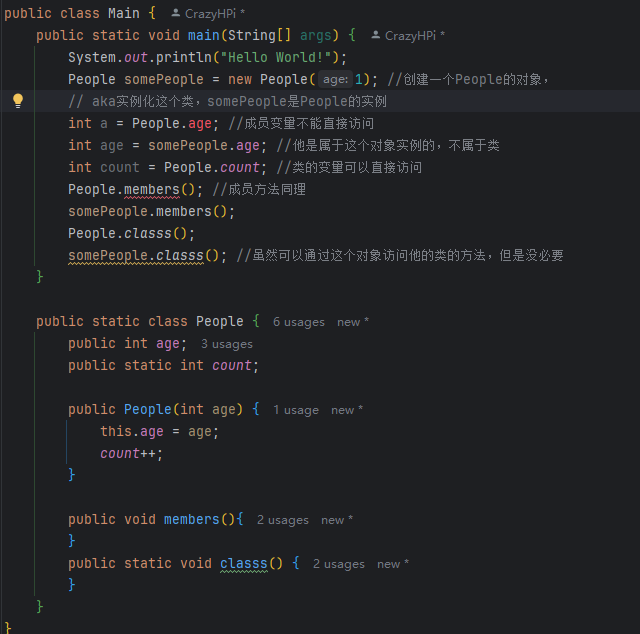 public class Main { CrazyHPi *
public static void main(String[] args) { CrazyHPi *
System.out.println("Hello World!");
People somePeople = new People( age: 1); //创建一个People的对象,
// aka实例化这个类，somePeople是People的实例
int a = People.age; //成员变量不能直接访问
int age = somePeople.age; //他是属于这个对象实例的，不属于类
int count = People.count; //类的变量可以直接访问
People.members(); //成员方法同理
somePeople.members();
People.classs();
somePeople.classs(); //虽然可以通过这个对象访问他的类的方法，但是没必要
}
public static class People { 6 usages new *
public int age; 3 usages
public static int count;
public People(int age) { 1 usage new *
this.age = age;
count++;
}
public void members(){ 2 usages new *
}
public static void classs() { 2 usages new *
}
}
}